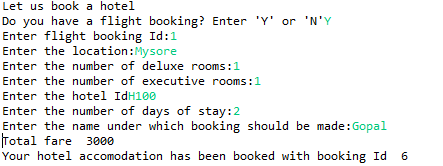 Let us book a hotel
Do you have a flight booking? Enter 'Y' or 'N'Y
Enter flight booking Id:1
Enter the location:Mysore
Enter the number of deluxe rooms:1
Enter the number of executive rooms:1
Enter the hotel IdH100
Enter the number of days of stay:2
Enter the name under which booking should be made:Gopal
Total fare  3000
Your hotel accomodation has been booked with booking Id  6